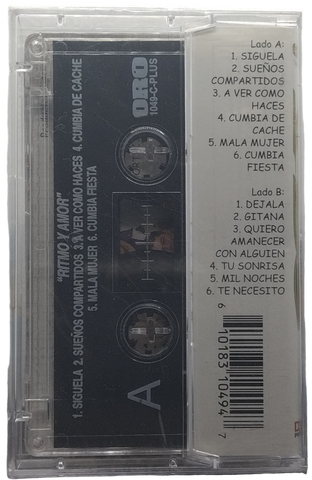 Lado A:
1. SIGUELA
2. SUEÑOS
COMPARTIDOS
3. A VER COMO
HACES
4. CUMBIA DE
CACHE
5. MALA MUJER
6. CUMBIA
FIESTA
Lado B:
1. DEJALA
2. GITANA
3. QUIERO
AMANECER
CON ALGUIEN
4. TU SONRISA
5. MIL NOCHES
6. TE NECESITO
6 10183 10494 7
ORO
1049-C-PLUS
"RITMO Y AMOR"
1. SIGUELA 2. SUEÑOS COMPARTIDOS 3.A VER COMO HACES 4. CUMBIA DE CACHE
5. MALA MUJER 6. CUMBIA FIESTA
A